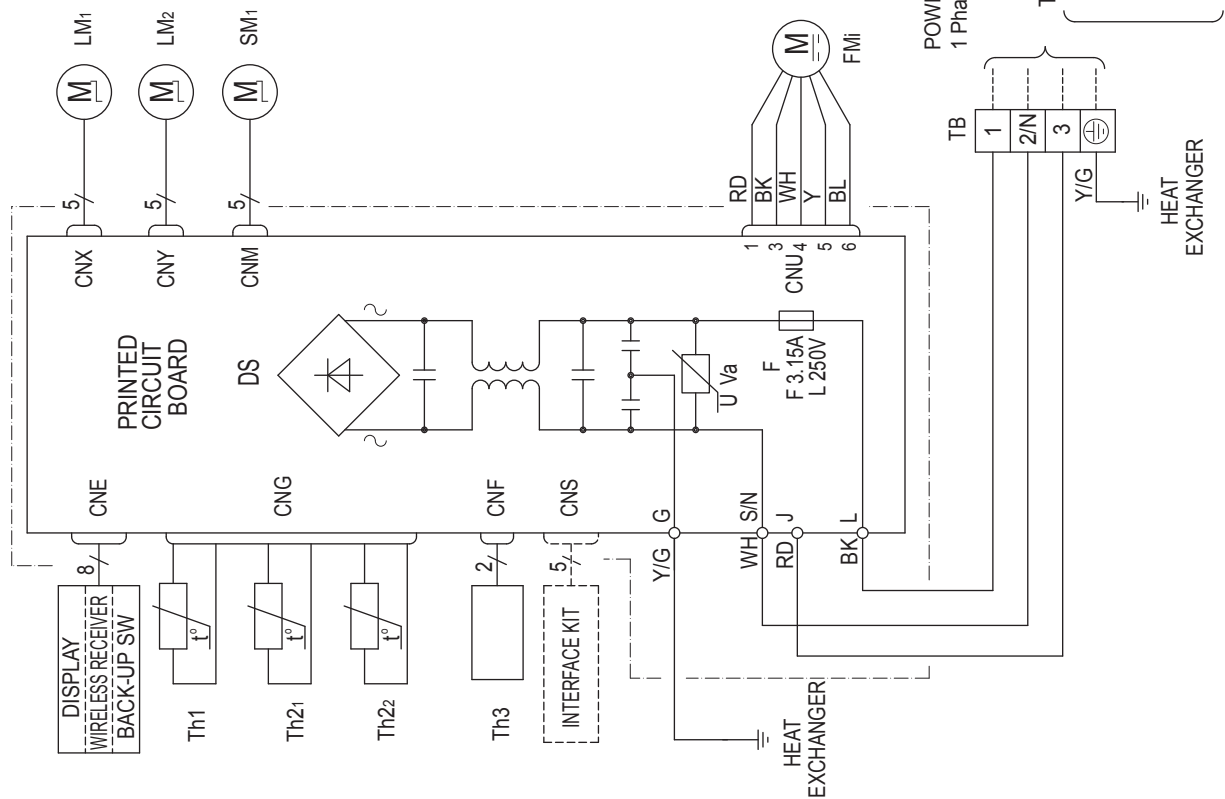 LM1
LM2
SM1
M
M
M
5
5
5
CNX
CNY
CNM
PRINTED
CIRCUIT
BOARD
DS
CNE
CNG
CNF
CNS
8
2
5
DISPLAY
WIRELESS RECEIVER
BACK-UP SW
t°
t°
t°
Th1
Th21
Th22
Th3
INTERFACE KIT
G
Y/G
S/N
WH
J
RD
L
BK
HEAT
EXCHANGER
U
Va
F
F 3.15A
L 250V
CNU
1
3
4
5
6
RD
BK
WH
Y
BL
M
FMi
TB
1
2/N
3
Y/G
HEAT
EXCHANGER
1 Pha